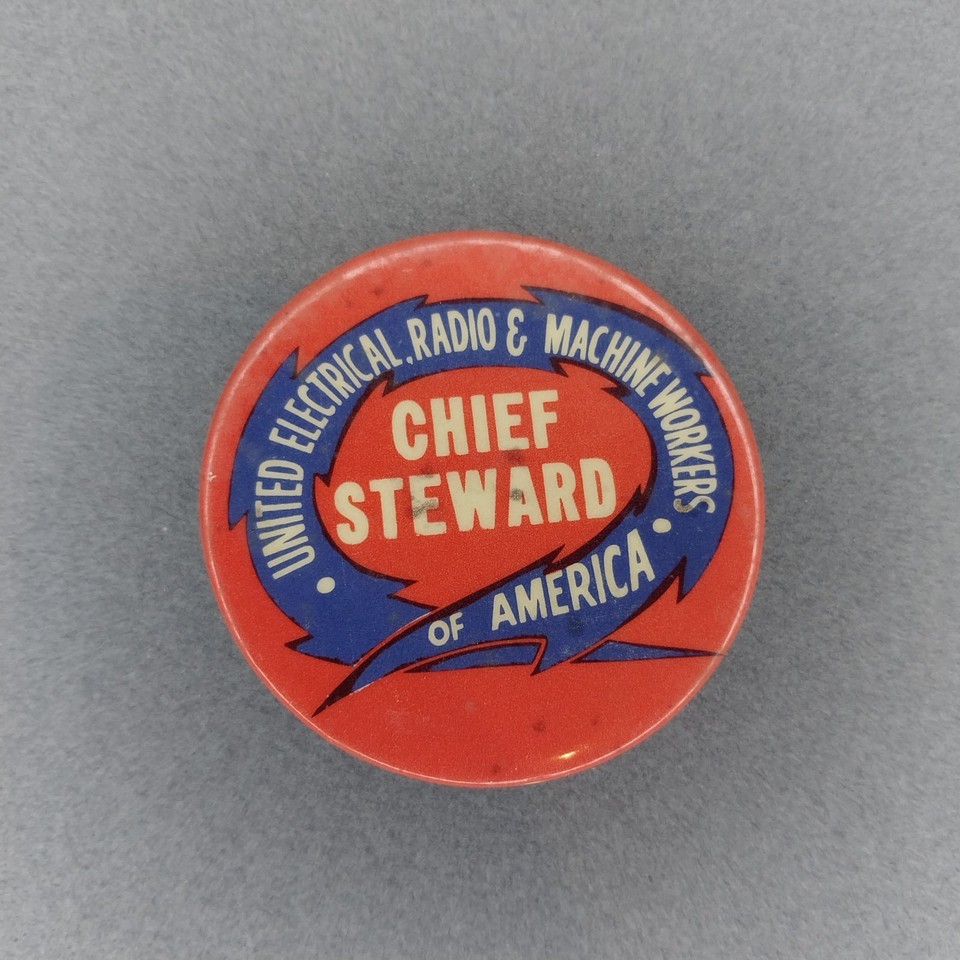 UNITED ELECTRICAL, RADIO & MACHINE WORKERS
OF AMERICA
CHIEF
STEWARD